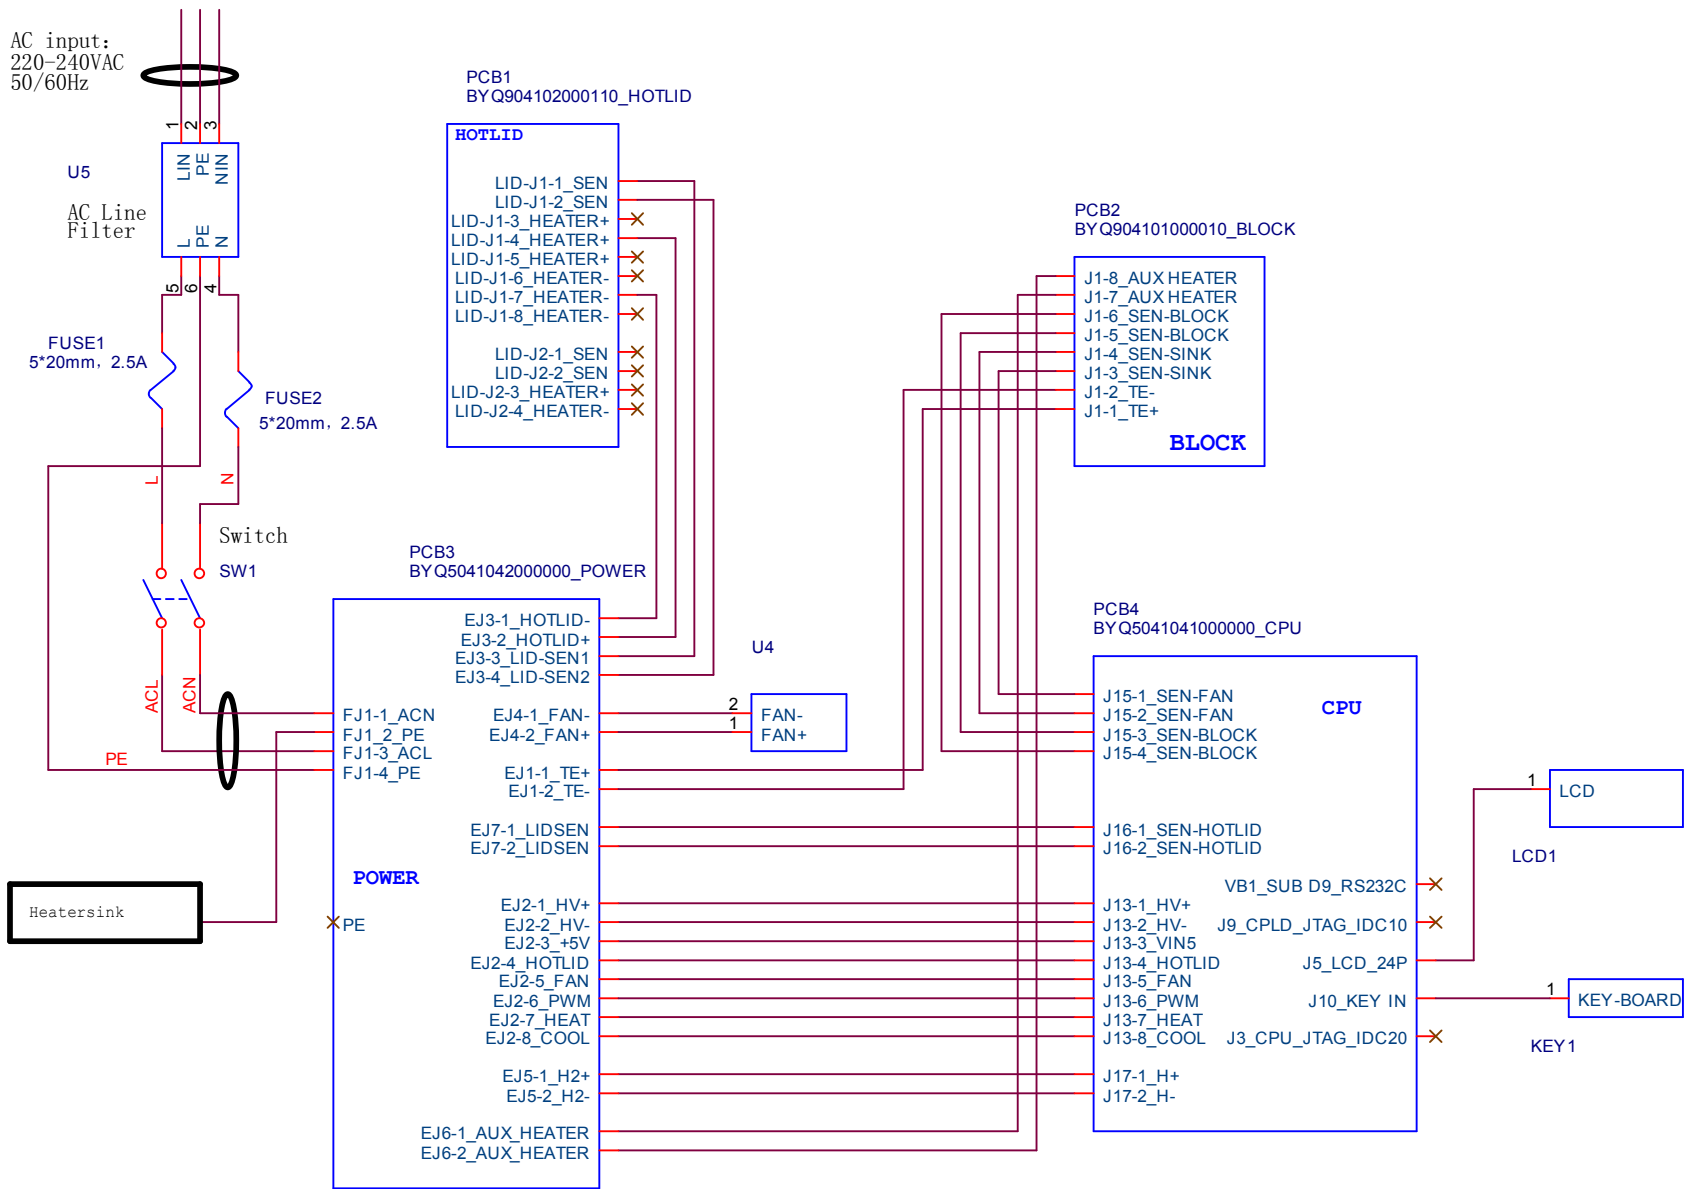 AC input:
220-240VAC
50/60Hz
1
2
3
LIN
PE
NIN
U5
AC Line
Filter
L
PE
N
5
6
4
FUSE1
5*20mm, 2.5A
FUSE2
5*20mm, 2.5A
L
N
Switch
SW1
ACL
ACN
PE
Heatersink
PCB1
BYQ904102000110_HOTLID
HOTLID
LID-J1-1_SEN
LID-J1-2_SEN
LID-J1-3_HEATER+
LID-J1-4_HEATER+
LID-J1-5_HEATER+
LID-J1-6_HEATER-
LID-J1-7_HEATER-
LID-J1-8_HEATER-
LID-J2-1_SEN
LID-J2-2_SEN
LID-J2-3_HEATER+
LID-J2-4_HEATER-
PCB2
BYQ904101000010_BLOCK
J1-8_AUX HEATER
J1-7_AUX HEATER
J1-6_SEN-BLOCK
J1-5_SEN-BLOCK
J1-4_SEN-SINK
J1-3_SEN-SINK
J1-2_TE-
J1-1_TE+
BLOCK
PCB3
BYQ5041042000000_POWER
EJ3-1_HOTLID-
EJ3-2_HOTLID+
EJ3-3_LID-SEN1
EJ3-4_LID-SEN2
FJ1-1_ACN
FJ1_2_PE
FJ1-3_ACL
FJ1-4_PE
EJ4-1_FAN-
EJ4-2_FAN+
EJ1-1_TE+
EJ1-2_TE-
EJ7-1_LIDSEN
EJ7-2_LIDSEN
POWER
PE
EJ2-1_HV+
EJ2-2_HV-
EJ2-3_+5V
EJ2-4_HOTLID
EJ2-5_FAN
EJ2-6_PWM
EJ2-7_HEAT
EJ2-8_COOL
EJ5-1_H2+
EJ5-2_H2-
EJ6-1_AUX_HEATER
EJ6-2_AUX_HEATER
U4
2
1
FAN-
FAN+
PCB4
BYQ5041041000000_CPU
CPU
J15-1_SEN-FAN
J15-2_SEN-FAN
J15-3_SEN-BLOCK
J15-4_SEN-BLOCK
J16-1_SEN-HOTLID
J16-2_SEN-HOTLID
J13-1_HV+
J13-2_HV-
J13-3_VIN5
J13-4_HOTLID
J13-5_FAN
J13-6_PWM
J13-7_HEAT
J13-8_COOL
J17-1_H+
J17-2_H-
VB1_SUB D9_RS232C
J9_CPLD_JTAG_IDC10
J5_LCD_24P
J10_KEY IN
J3_CPU_JTAG_IDC20
1
LCD
LCD1
1
KEY-BOARD
KEY1